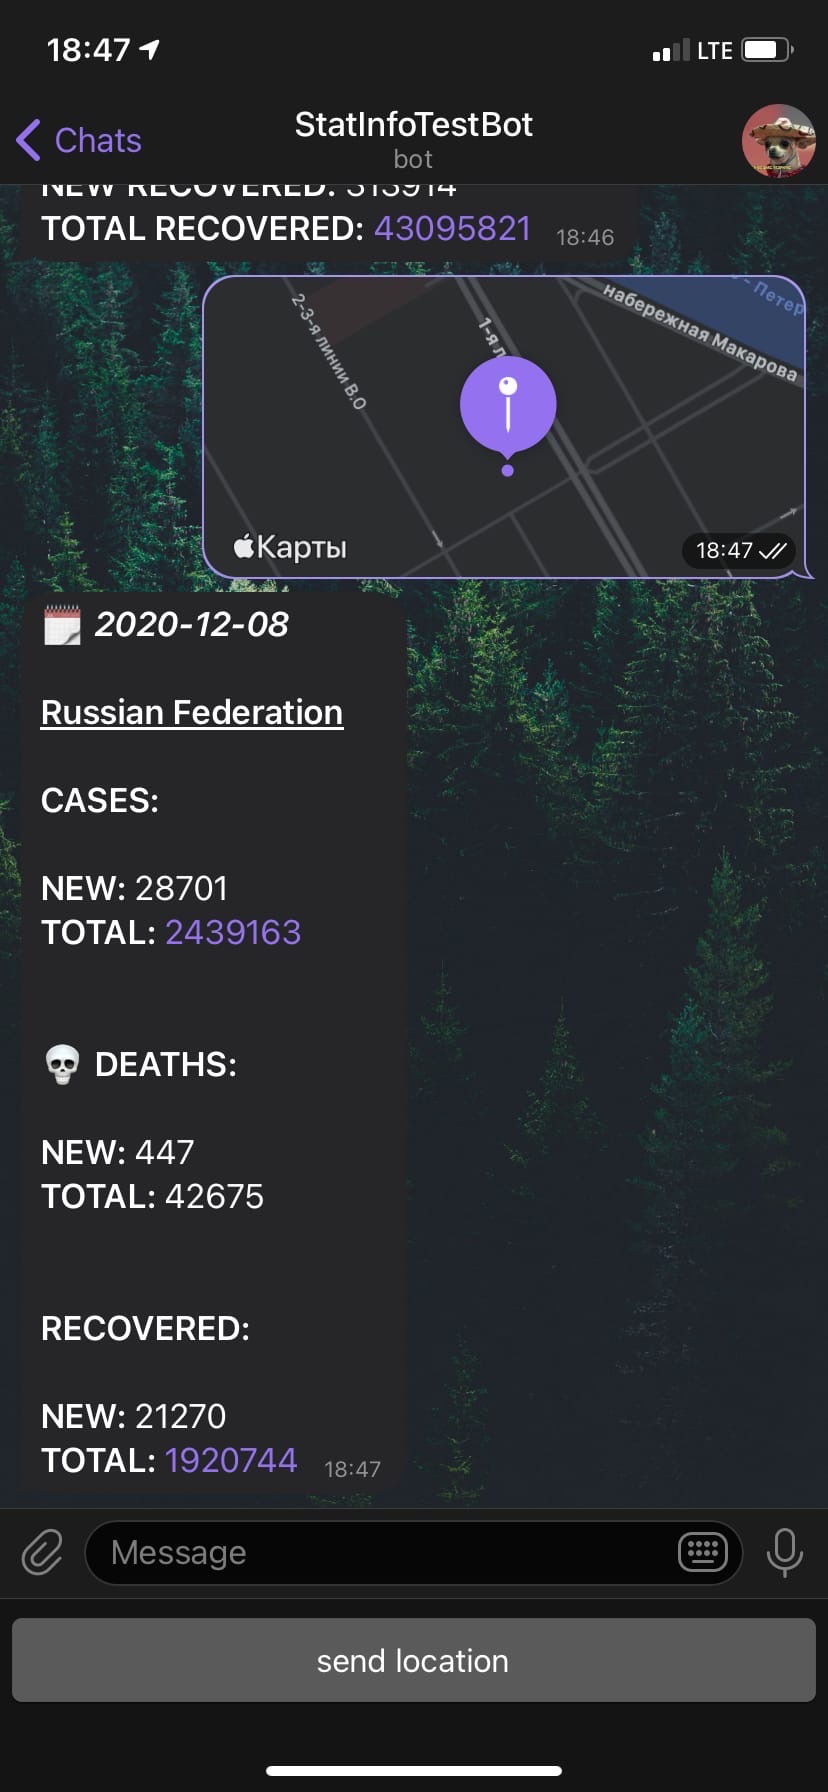 18:47
LTE
Chats
StatInfoTestBot
bot
NEW RECOVERED: 313914
TOTAL RECOVERED: 43095821 18:46
2-3-я линии В.О
1-я л
набережная Макарова
Петер
Карты
18:47
2020-12-08
Russian Federation
CASES:
NEW: 28701
TOTAL: 2439163
DEATHS:
NEW: 447
TOTAL: 42675
RECOVERED:
NEW: 21270
TOTAL: 1920744 18:47
Message
send location